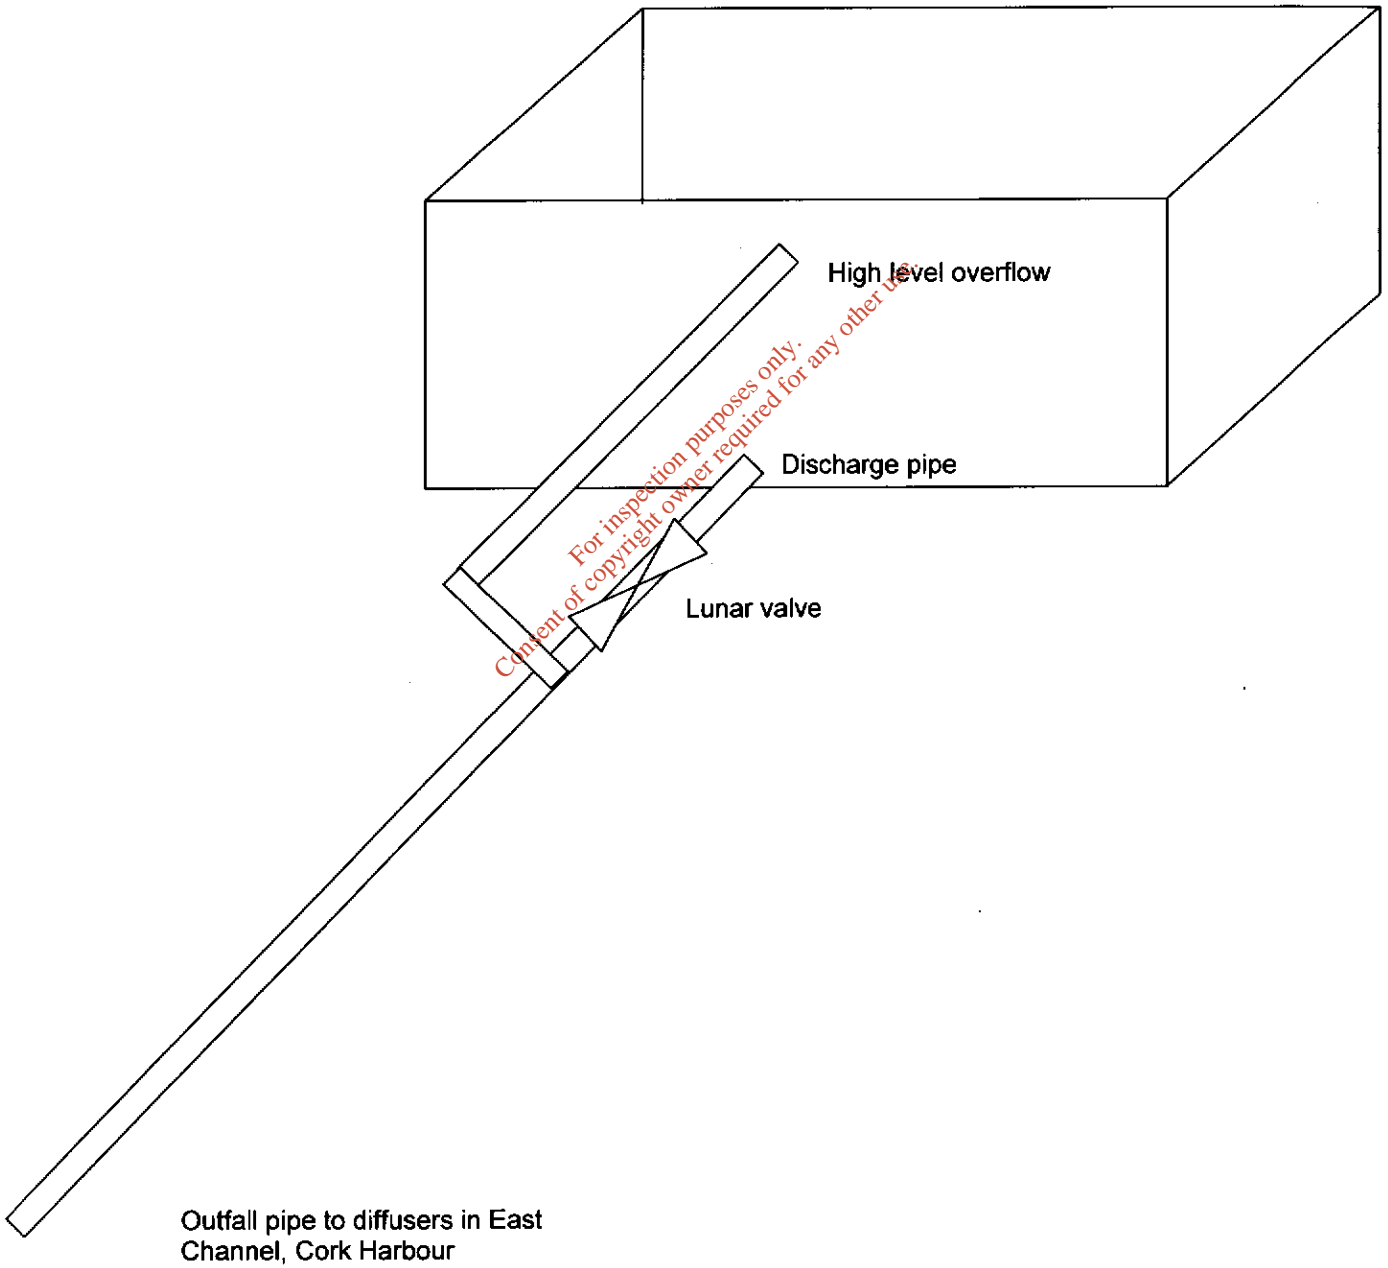 High level overflow
For inspection purposes only.
Consent of copyright owner required for any other use.
Discharge pipe
Lunar valve
Outfall pipe to diffusers in East
Channel, Cork Harbour